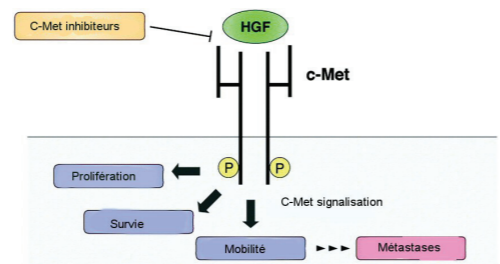 C-Met inhibiteurs
HGF
c-Met
P
P
Prolifération
C-Met signalisation
Survie
Mobilité
Métastases